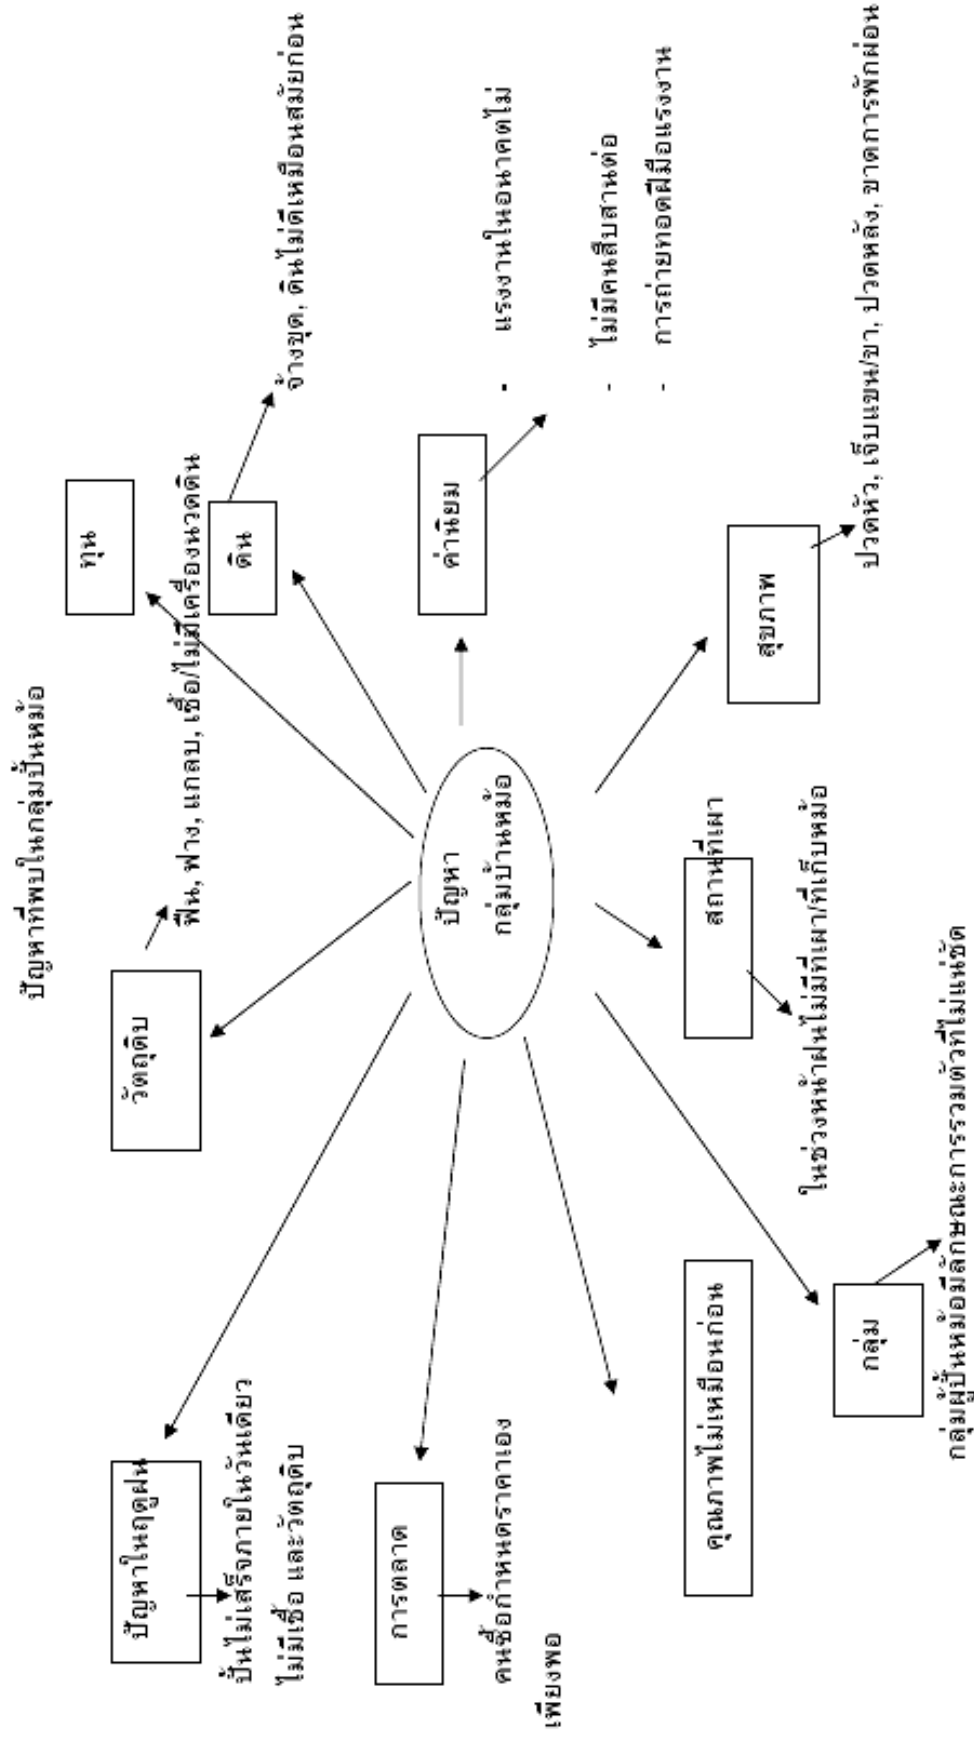 ปัญหาที่พบในกลุ่มปั้นหม้อ
ทุน
วัตถุดิบ
ฟืน, ฟาง, แกลบ, เชื้อ/ไม่มีเครื่องนวดดิน
ดิน
จ้างขุด, ดินไม่ดีเหมือนสมัยก่อน
ปัญหาในฤดูฝน
ปั้นไม่เสร็จภายในวันเดียว
ไม่มีเชื้อ และวัตถุดิบ
การตลาด
คนซื้อกำหนดราคาเอง
เพียงพอ
ปัญหา
กลุ่มบ้านหม้อ
ค่านิยม
- แรงงานในอนาคตไม่
- ไม่มีคนสืบสานต่อ
- การถ่ายทอดฝีมือแรงงาน
คุณภาพไม่เหมือนก่อน
สถานที่เผา
ในช่วงหน้าฝนไม่มีที่เผา/ที่เก็บหม้อ
สุขภาพ
ปวดหัว, เจ็บแขน/ขา, ปวดหลัง, ขาดการพักผ่อน
กลุ่ม
กลุ่มผู้ปั้นหม้อมีลักษณะการรวมตัวที่ไม่แน่ชัด